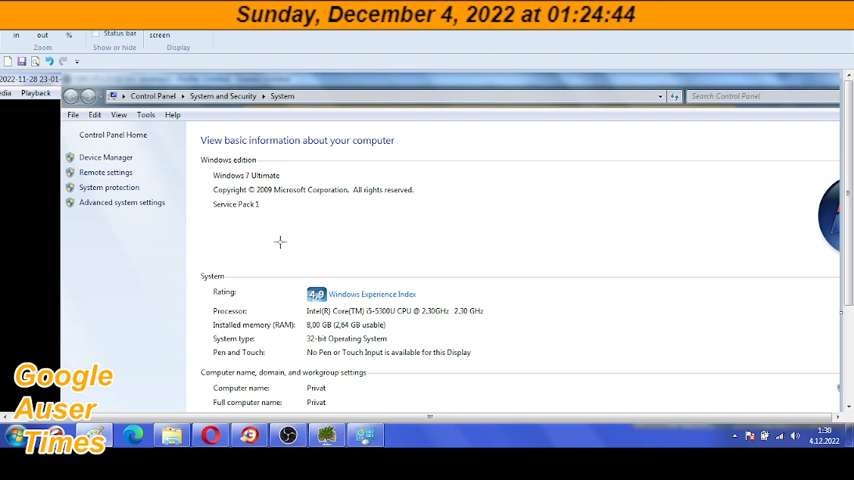 Sunday, December 4, 2022 at 01:24:44
in out % Status bar screen
Zoom Show or hide Display
2022-11-28 23-01-
dia Playback
Control Panel System and Security System Search Control Panel
File Edit View Tools Help
Control Panel Home
Device Manager
Remote settings
System protection
Advanced system settings
View basic information about your computer
Windows edition
Windows 7 Ultimate
Copyright © 2009 Microsoft Corporation. All rights reserved.
Service Pack 1
System
Rating: 4,9 Windows Experience Index
Processor: Intel(R) Core(TM) i5-5300U CPU @ 2.30GHz 2.30 GHz
Installed memory (RAM): 8,00 GB (2,64 GB usable)
System type: 32-bit Operating System
Pen and Touch: No Pen or Touch Input is available for this Display
Computer name, domain, and workgroup settings
Computer name: Privat
Full computer name: Privat
Google
Auser
Times
1:30
4.12.2022